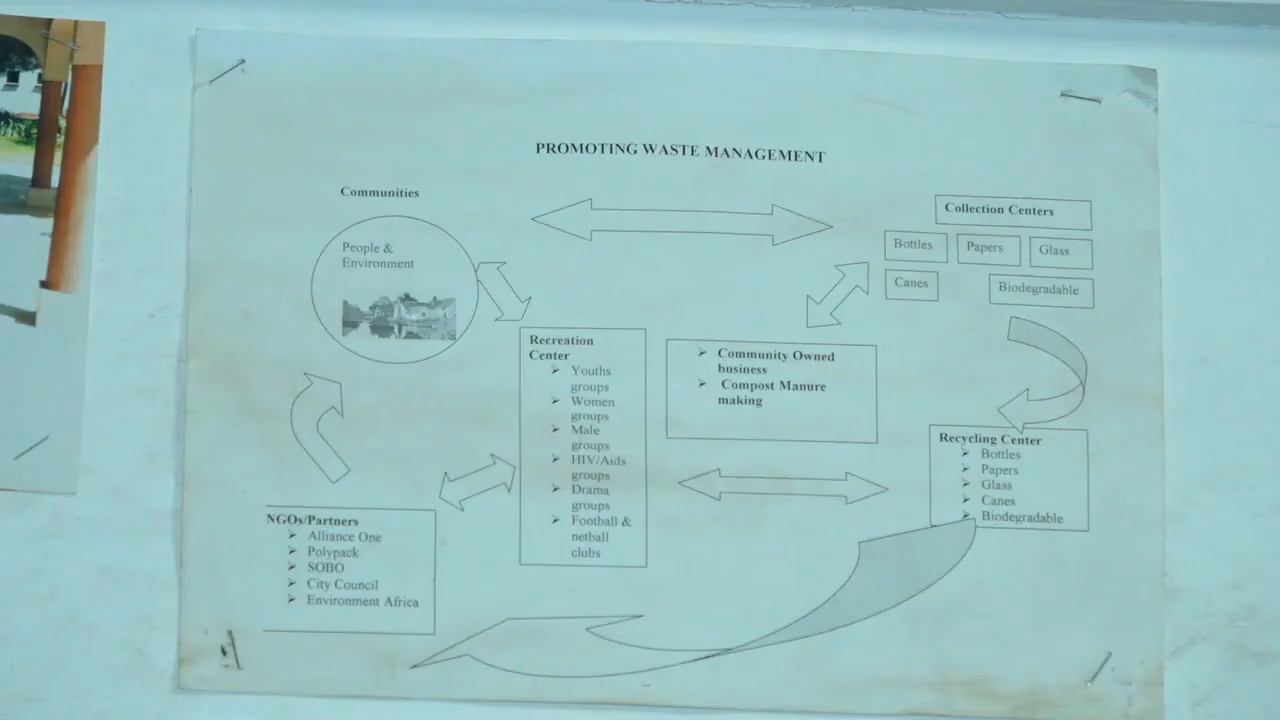 PROMOTING WASTE MANAGEMENT
Communities
People &
Environment
Collection Centers
Bottles
Papers
Glass
Canes
Biodegradable
Recreation
Center
➢ Youths
groups
➢ Women
groups
➢ Male
groups
➢ HIV/Aids
groups
➢ Drama
groups
➢ Football &
netball
clubs
➢ Community Owned
business
➢ Compost Manure
making
Recycling Center
➢ Bottles
➢ Papers
➢ Glass
➢ Canes
➢ Biodegradable
NGOs/Partners
➢ Alliance One
➢ Polypack
➢ SOBO
➢ City Council
➢ Environment Africa